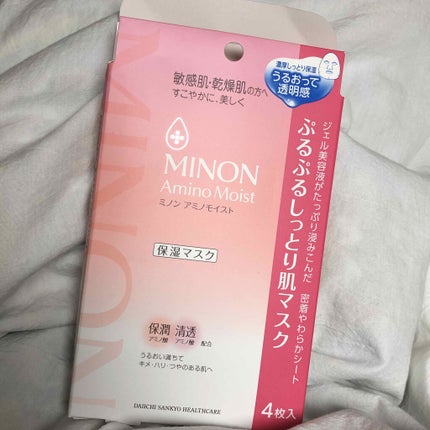 MINON
敏感肌・乾燥肌の方へ
すこやかに、美しく
濃厚しっとり保湿
うるおって
透明感
MINON
Amino Moist
ミノン アミノモイスト
保湿マスク
ジェル美容液がたっぷり浸みこんだ 密着やわらかシート
ぷるぷるしっとり肌マスク
保潤 清透
アミノ酸 アミノ酸 配合
うるおい満ちて
キメ・ハリ・つやのある肌へ
DAIICHI SANKYO HEALTHCARE
4枚入